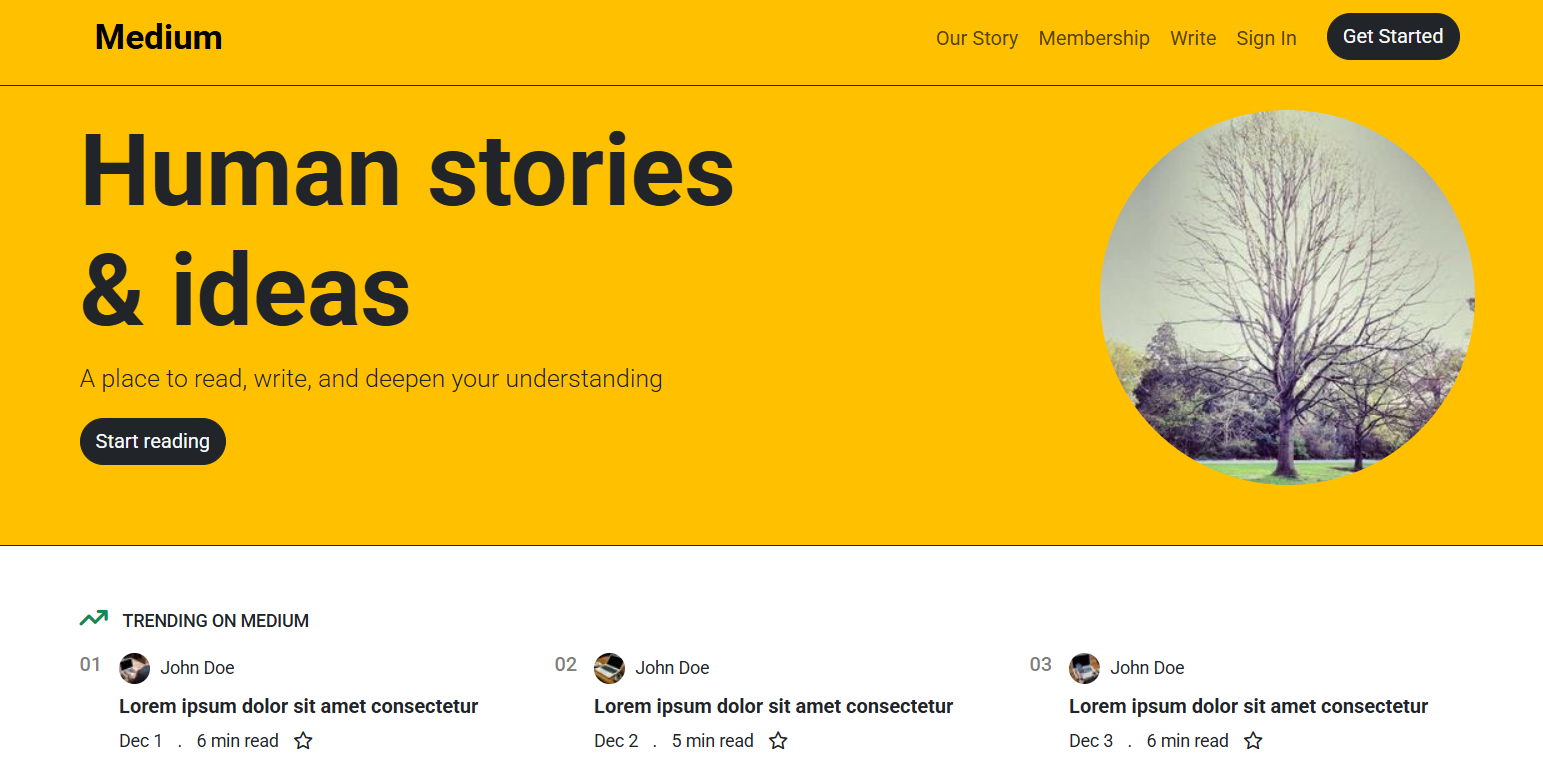 Medium
Our Story Membership Write Sign In Get Started
Human stories
& ideas
A place to read, write, and deepen your understanding
Start reading
TRENDING ON MEDIUM
01 John Doe
Lorem ipsum dolor sit amet consectetur
Dec 1 . 6 min read
02 John Doe
Lorem ipsum dolor sit amet consectetur
Dec 2 . 5 min read
03 John Doe
Lorem ipsum dolor sit amet consectetur
Dec 3 . 6 min read